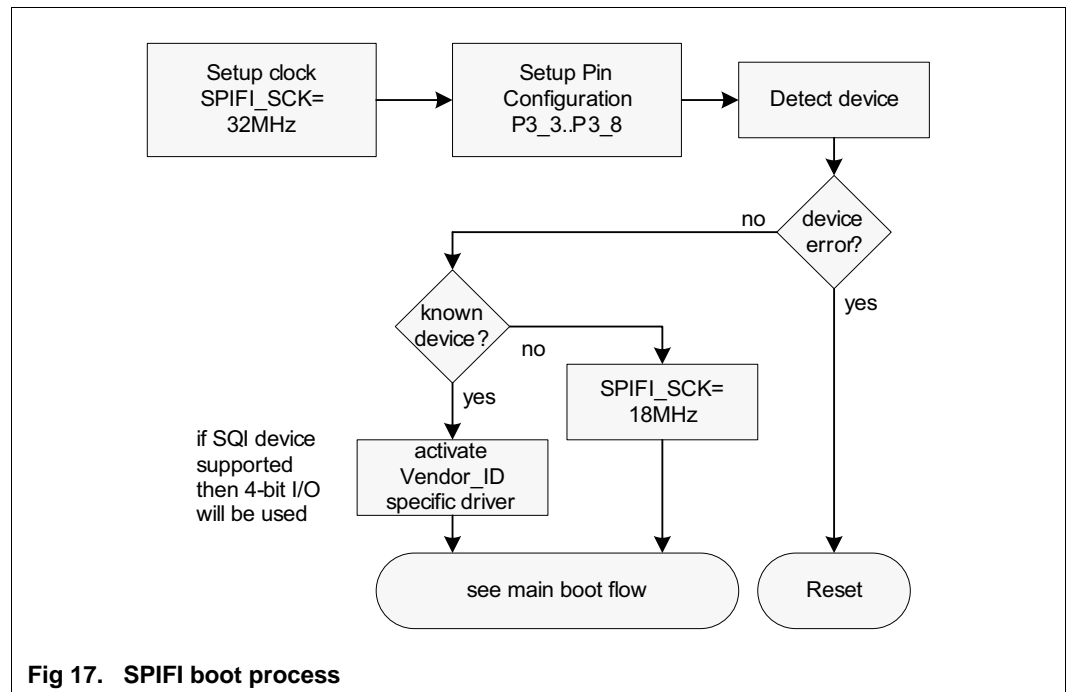 Setup clock
SPIFI_SCK=
32MHz
Setup Pin
Configuration
P3_3..P3_8
Detect device
device
error?
no
yes
known
device?
no
yes
SPIFI_SCK=
18MHz
if SQI device
supported
then 4-bit I/O
will be used
activate
Vendor_ID
specific driver
see main boot flow
Reset
Fig 17. SPIFI boot process